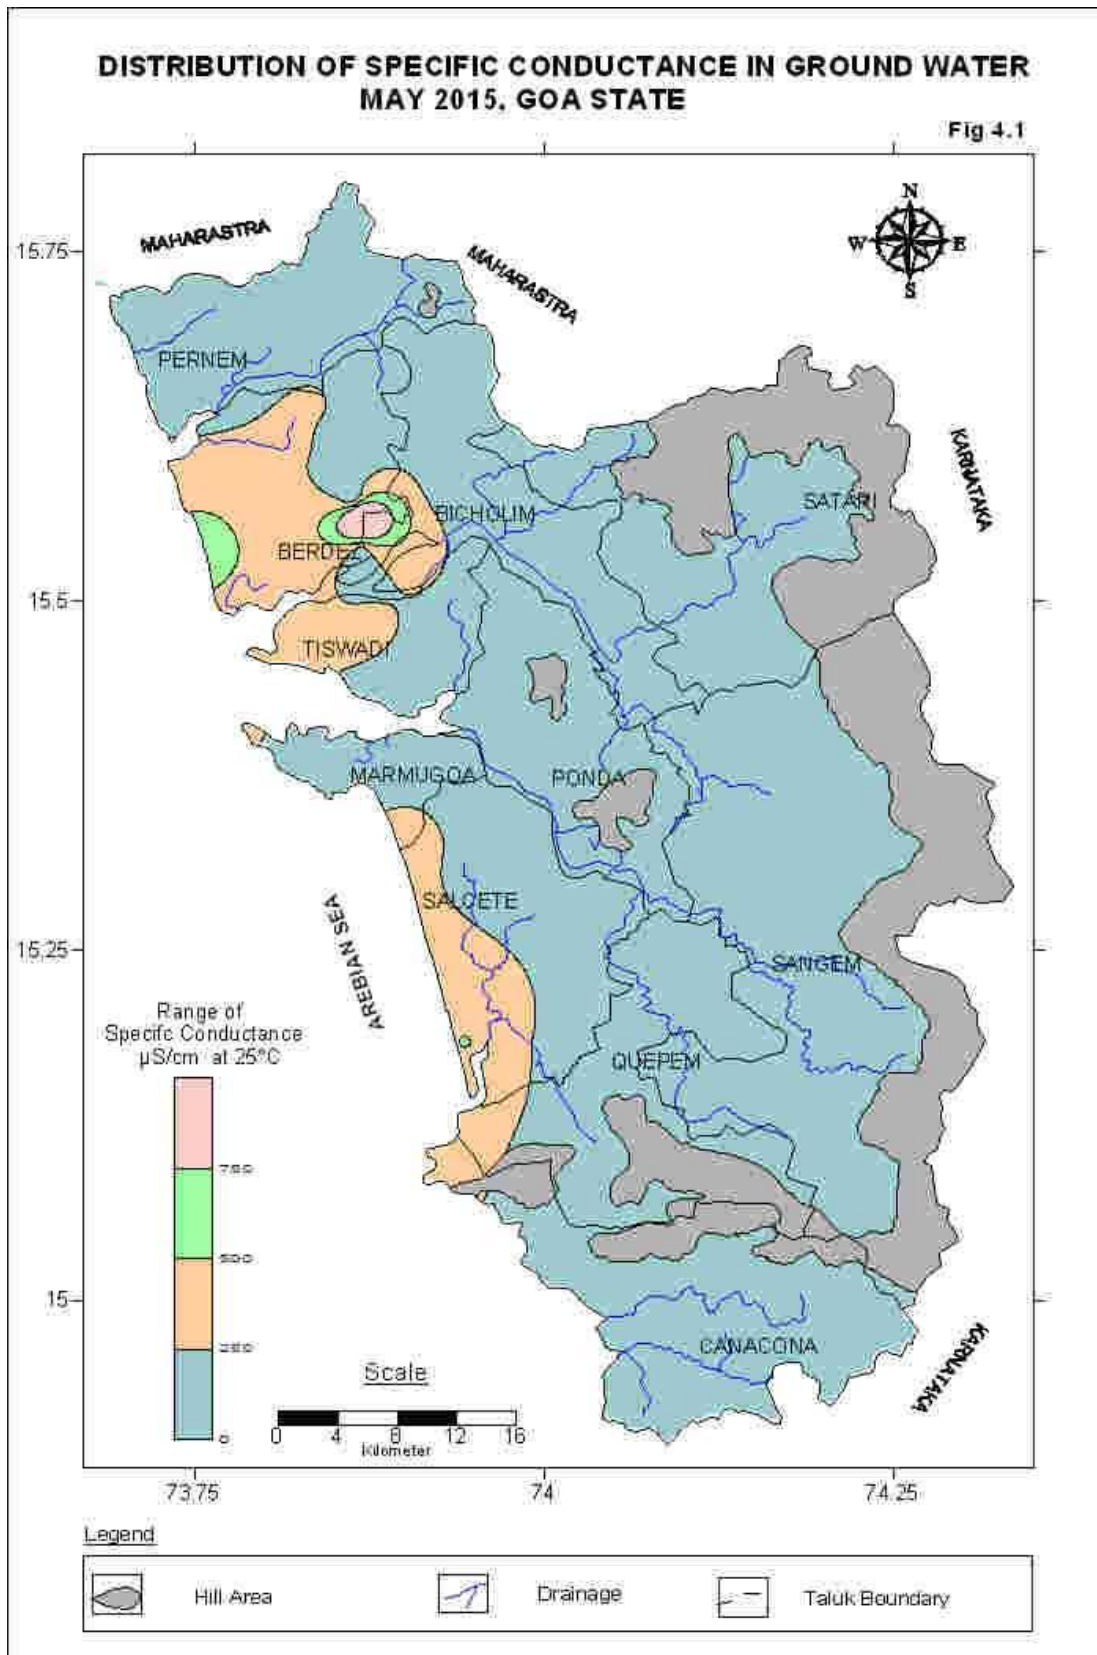 DISTRIBUTION OF SPECIFIC CONDUCTANCE IN GROUND WATER
MAY 2015. GOA STATE
Fig 4.1
N
W E
S
MAHARASTRA
MAHARASTRA
15.75
PERNEM
KARNATAKA
SATARI
BICHOLIM
BERDEZ
15.5
TISWADI
MARMUGOA
PONDA
SALCETE
AREBIAN SEA
15.25
SANGEM
QUEPEM
Range of
Specifc Conductance
µS/cm at 25°C
500
250
0
15
CANACONA
KARNATAKA
Scale
0 4 8 12 16
Kilometer
73.75 74 74.25
Legend
Hill Area
Drainage
Taluk Boundary